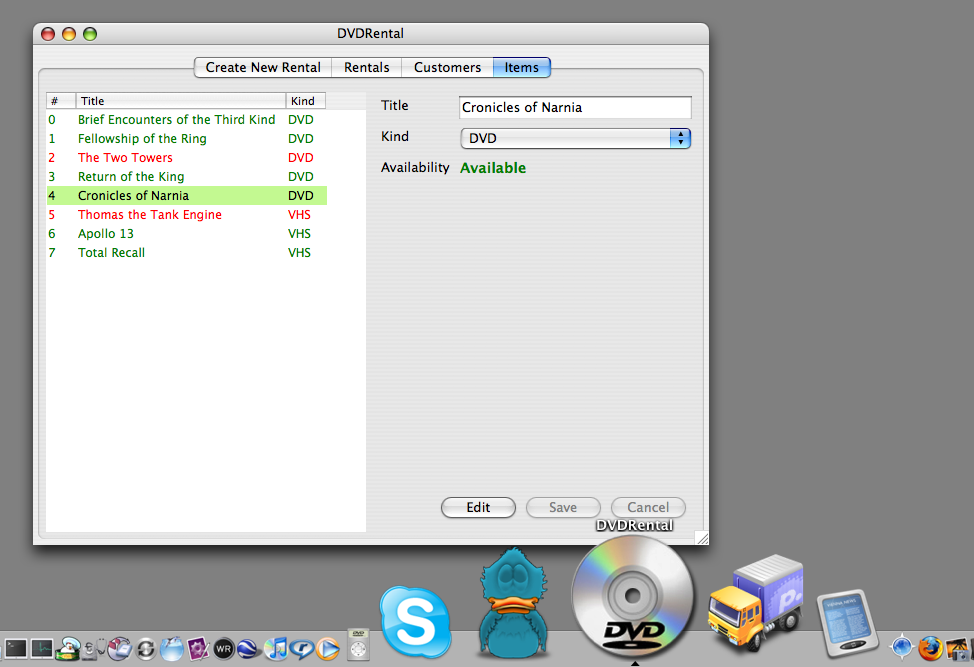 DVDRental
Create New Rental Rentals Customers Items
# Title Kind
0 Brief Encounters of the Third Kind DVD
1 Fellowship of the Ring DVD
2 The Two Towers DVD
3 Return of the King DVD
4 Cronicles of Narnia DVD
5 Thomas the Tank Engine VHS
6 Apollo 13 VHS
7 Total Recall VHS
Title Cronicles of Narnia
Kind DVD
Availability Available
Edit Save Cancel
DVDRental
S
DVD
p.
WR
DVD